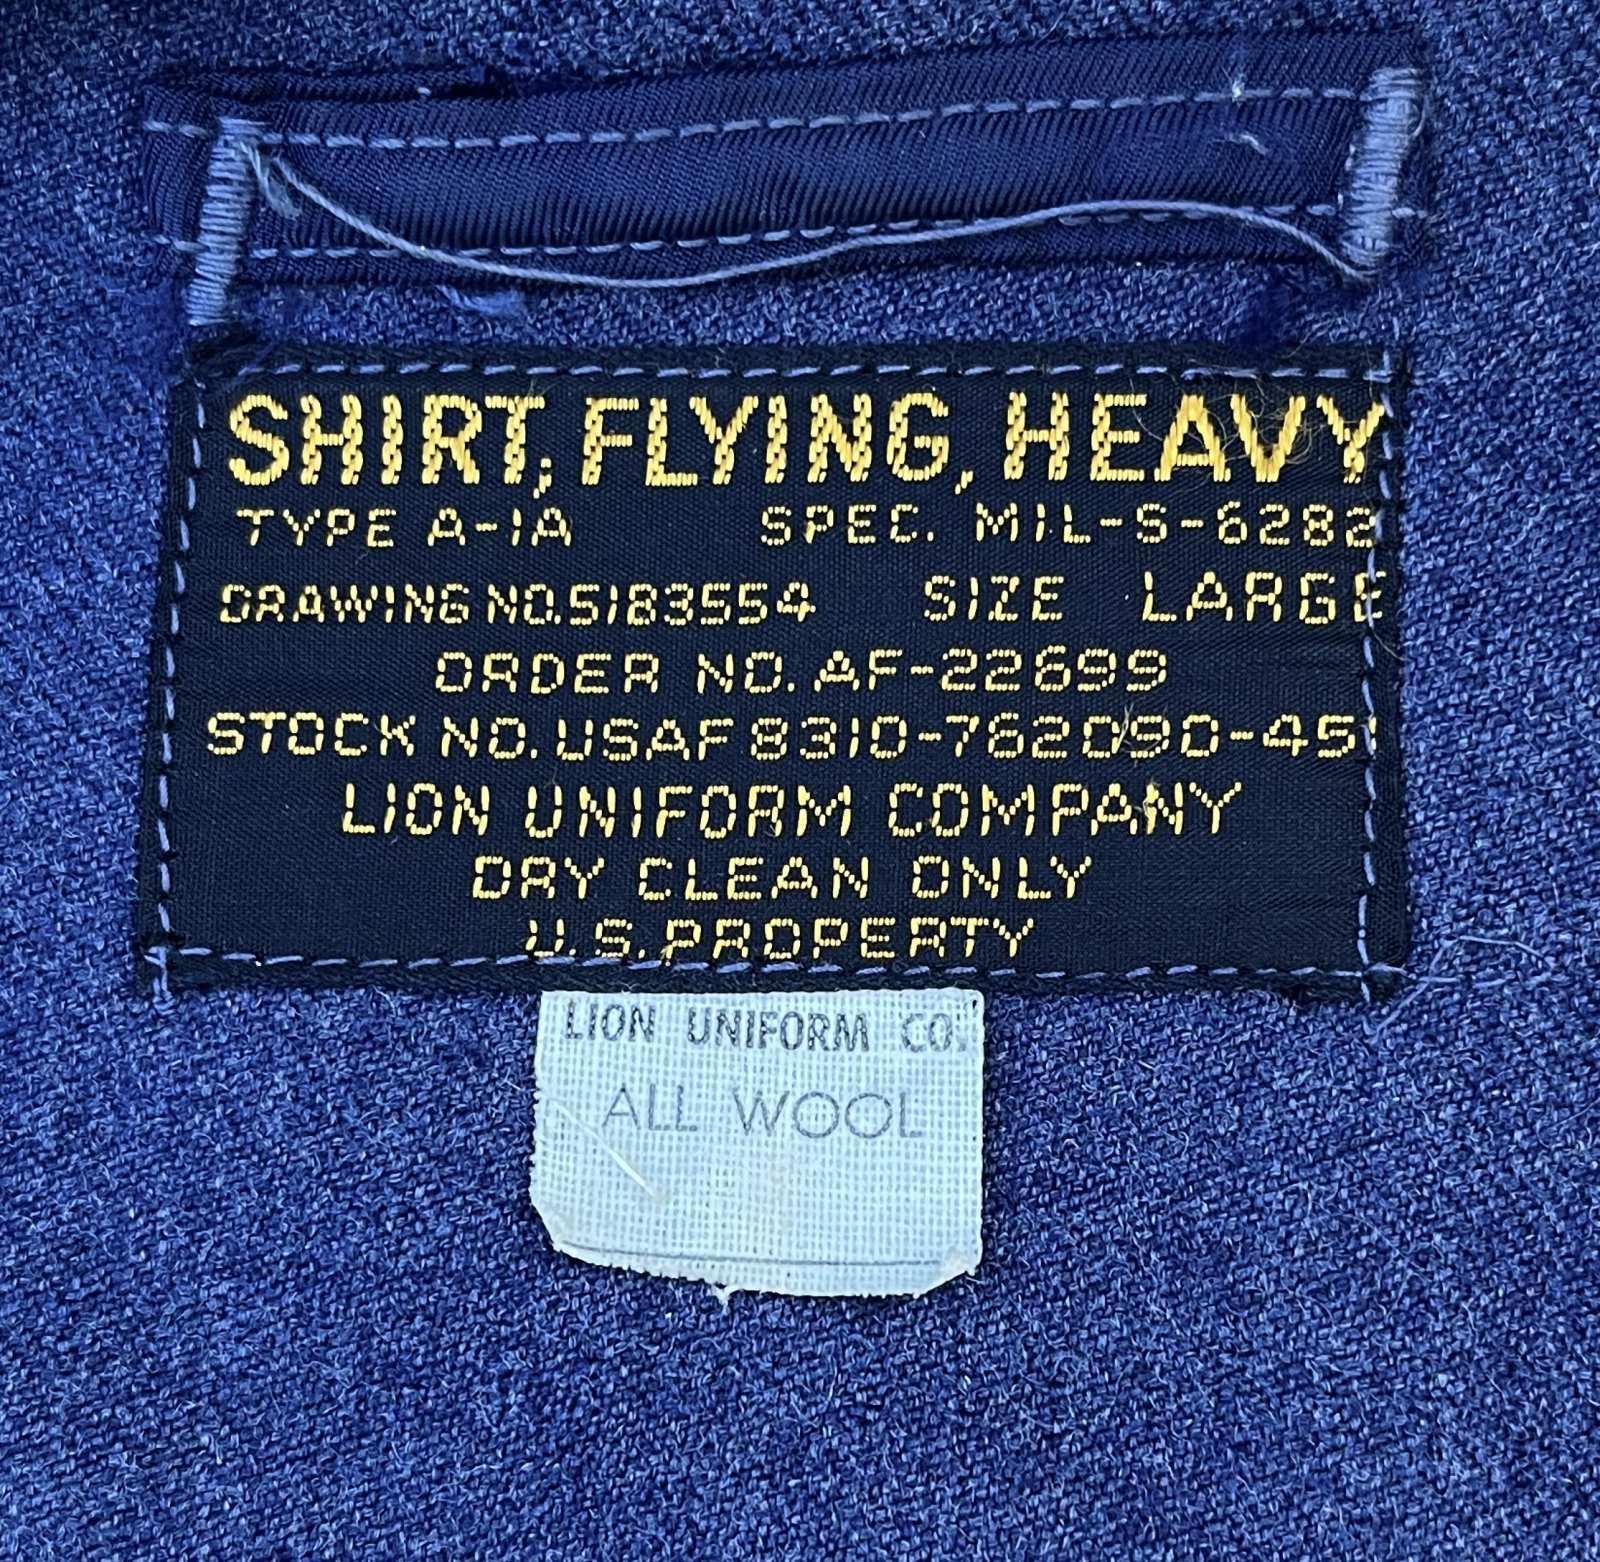 SHIRT, FLYING, HEAVY
TYPE A-1A SPEC. MIL-S-6282
DRAWING NO. 5183554 SIZE LARGE
ORDER NO. AF-22699
STOCK NO. USAF 8310-762090-45
LION UNIFORM COMPANY
DRY CLEAN ONLY
U.S. PROPERTY
LION UNIFORM CO.
ALL WOOL